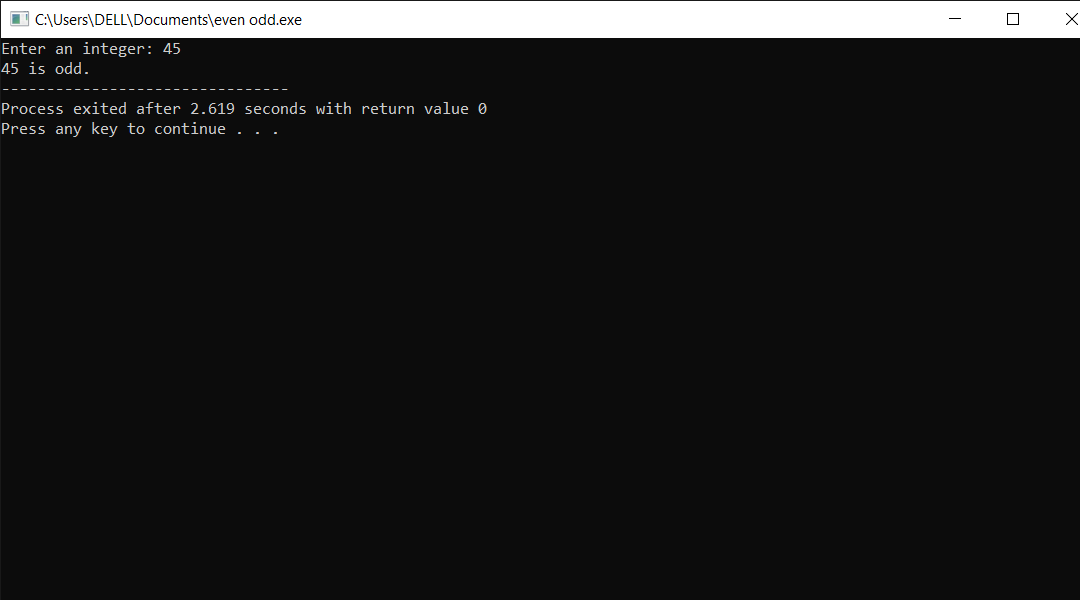 C:\Users\DELL\Documents\even odd.exe
Enter an integer: 45
45 is odd.
--------------------------------
Process exited after 2.619 seconds with return value 0
Press any key to continue . . .